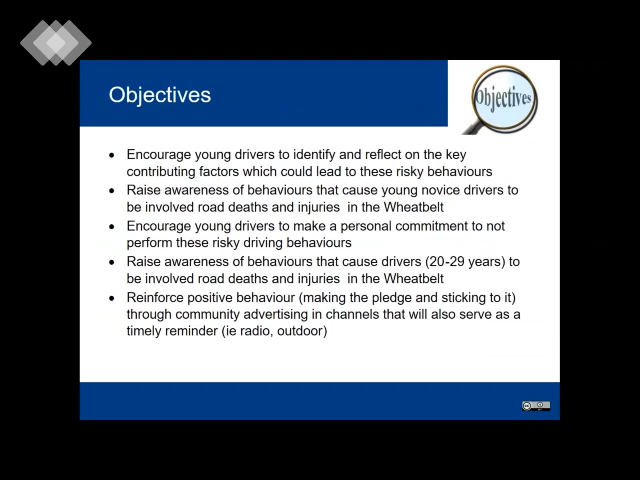 Objectives
Objectives
• Encourage young drivers to identify and reflect on the key
contributing factors which could lead to these risky behaviours
• Raise awareness of behaviours that cause young novice drivers to
be involved road deaths and injuries in the Wheatbelt
• Encourage young drivers to make a personal commitment to not
perform these risky driving behaviours
• Raise awareness of behaviours that cause drivers (20-29 years) to
be involved road deaths and injuries in the Wheatbelt
• Reinforce positive behaviour (making the pledge and sticking to it)
through community advertising in channels that will also serve as a
timely reminder (ie radio, outdoor)